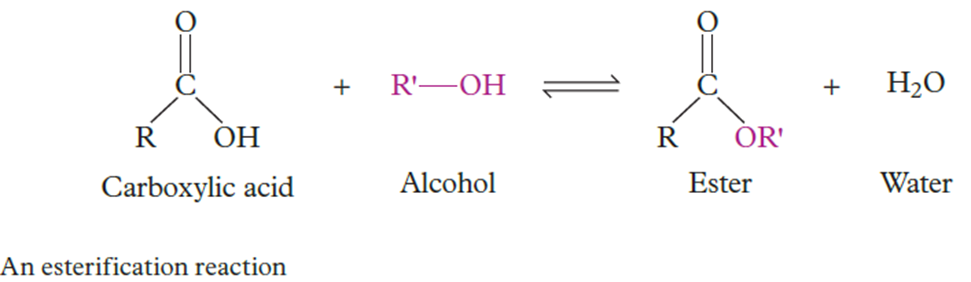 O O
C + R'—OH ⇌ C + H₂O
R OH R OR'
Carboxylic acid Alcohol Ester Water
An esterification reaction